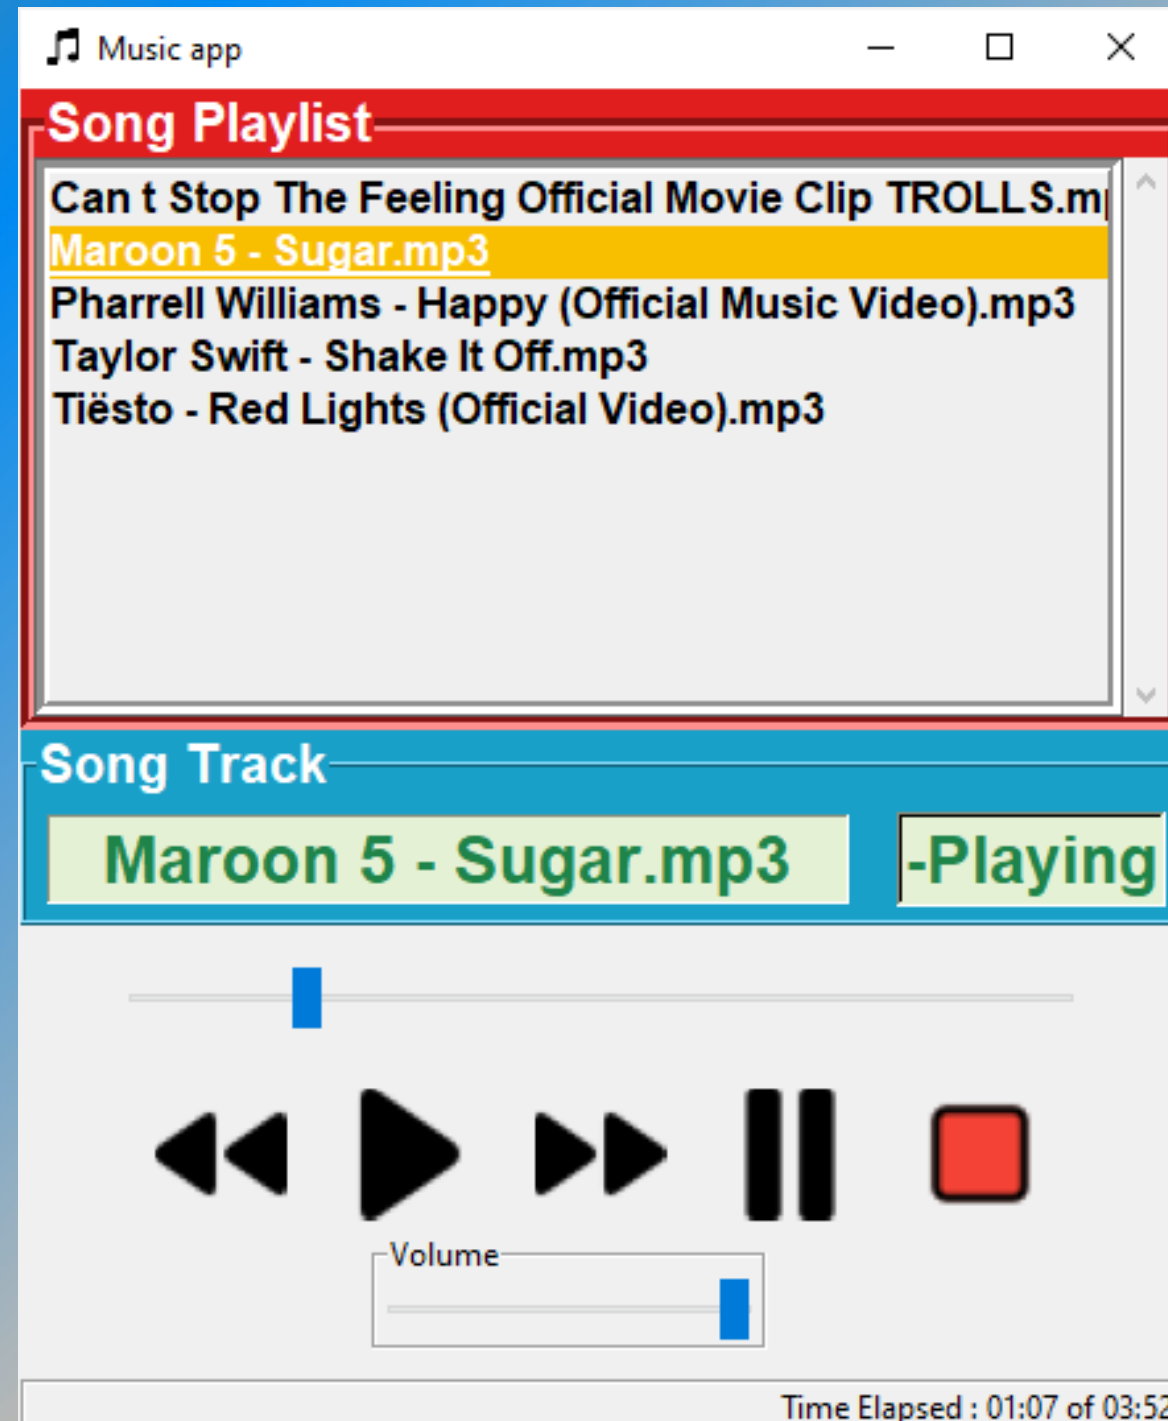 Music app
Song Playlist
Can t Stop The Feeling Official Movie Clip TROLLS.mp
Maroon 5 - Sugar.mp3
Pharrell Williams - Happy (Official Music Video).mp3
Taylor Swift - Shake It Off.mp3
Tiësto - Red Lights (Official Video).mp3
Song Track
Maroon 5 - Sugar.mp3 -Playing
Volume
Time Elapsed : 01:07 of 03:52